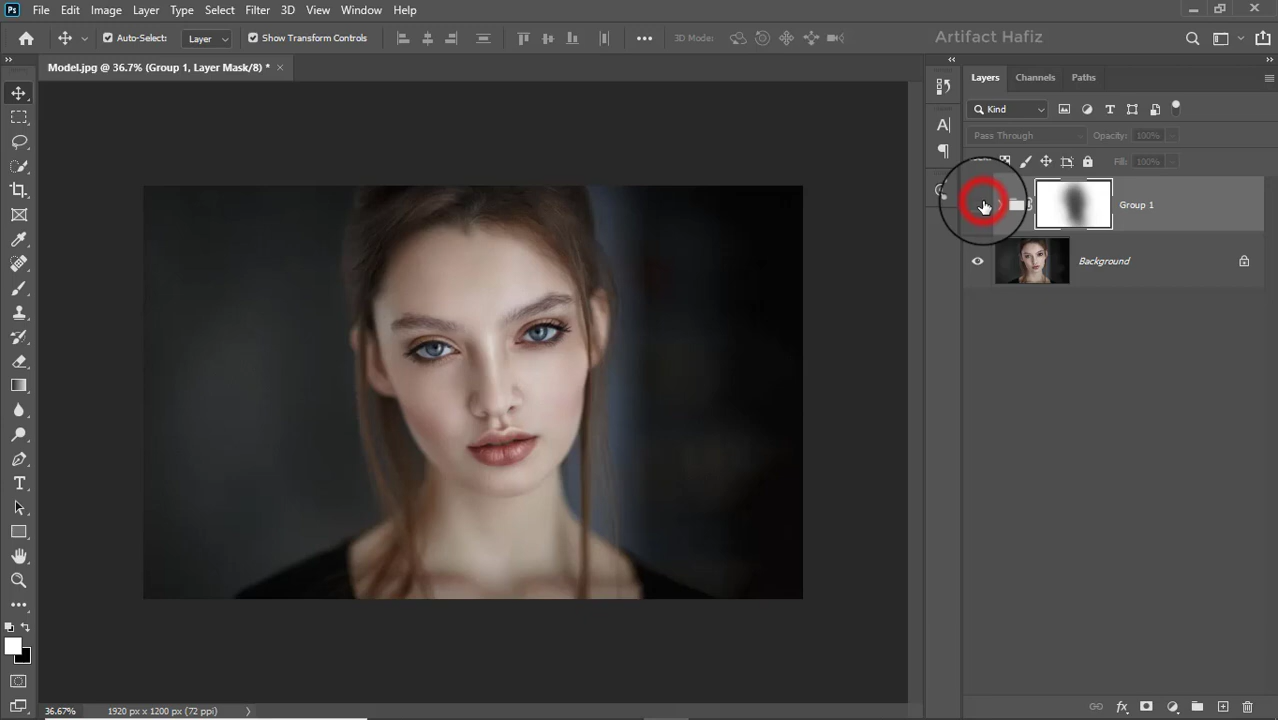 Ps File Edit Image Layer Type Select Filter 3D View Window Help
Auto-Select: Layer Show Transform Controls 3D Mode: Artifact Hafiz
Model.jpg @ 36.7% (Group 1, Layer Mask/8) *
Layers Channels Paths
Kind
Pass Through Opacity: 100%
Fill: 100%
Group 1
Background
36.67% 1920 px x 1200 px (72 ppi)